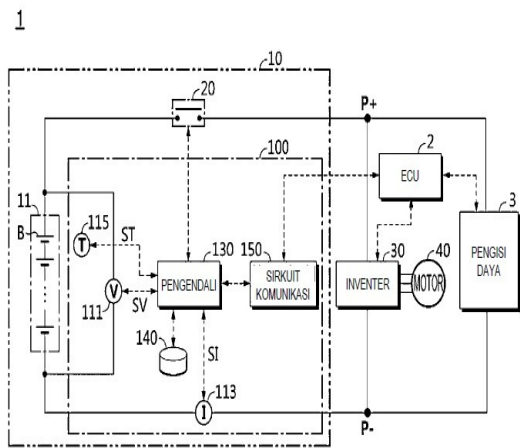 1
10
20
P+
100
2
ECU
11
B
115
T
ST
130
150
3
PENGENDALI
SIRKUIT
KOMUNIKASI
30
40
INVENTER
MOTOR
PENGISI
DAYA
V
111
SV
140
SI
113
I
P-